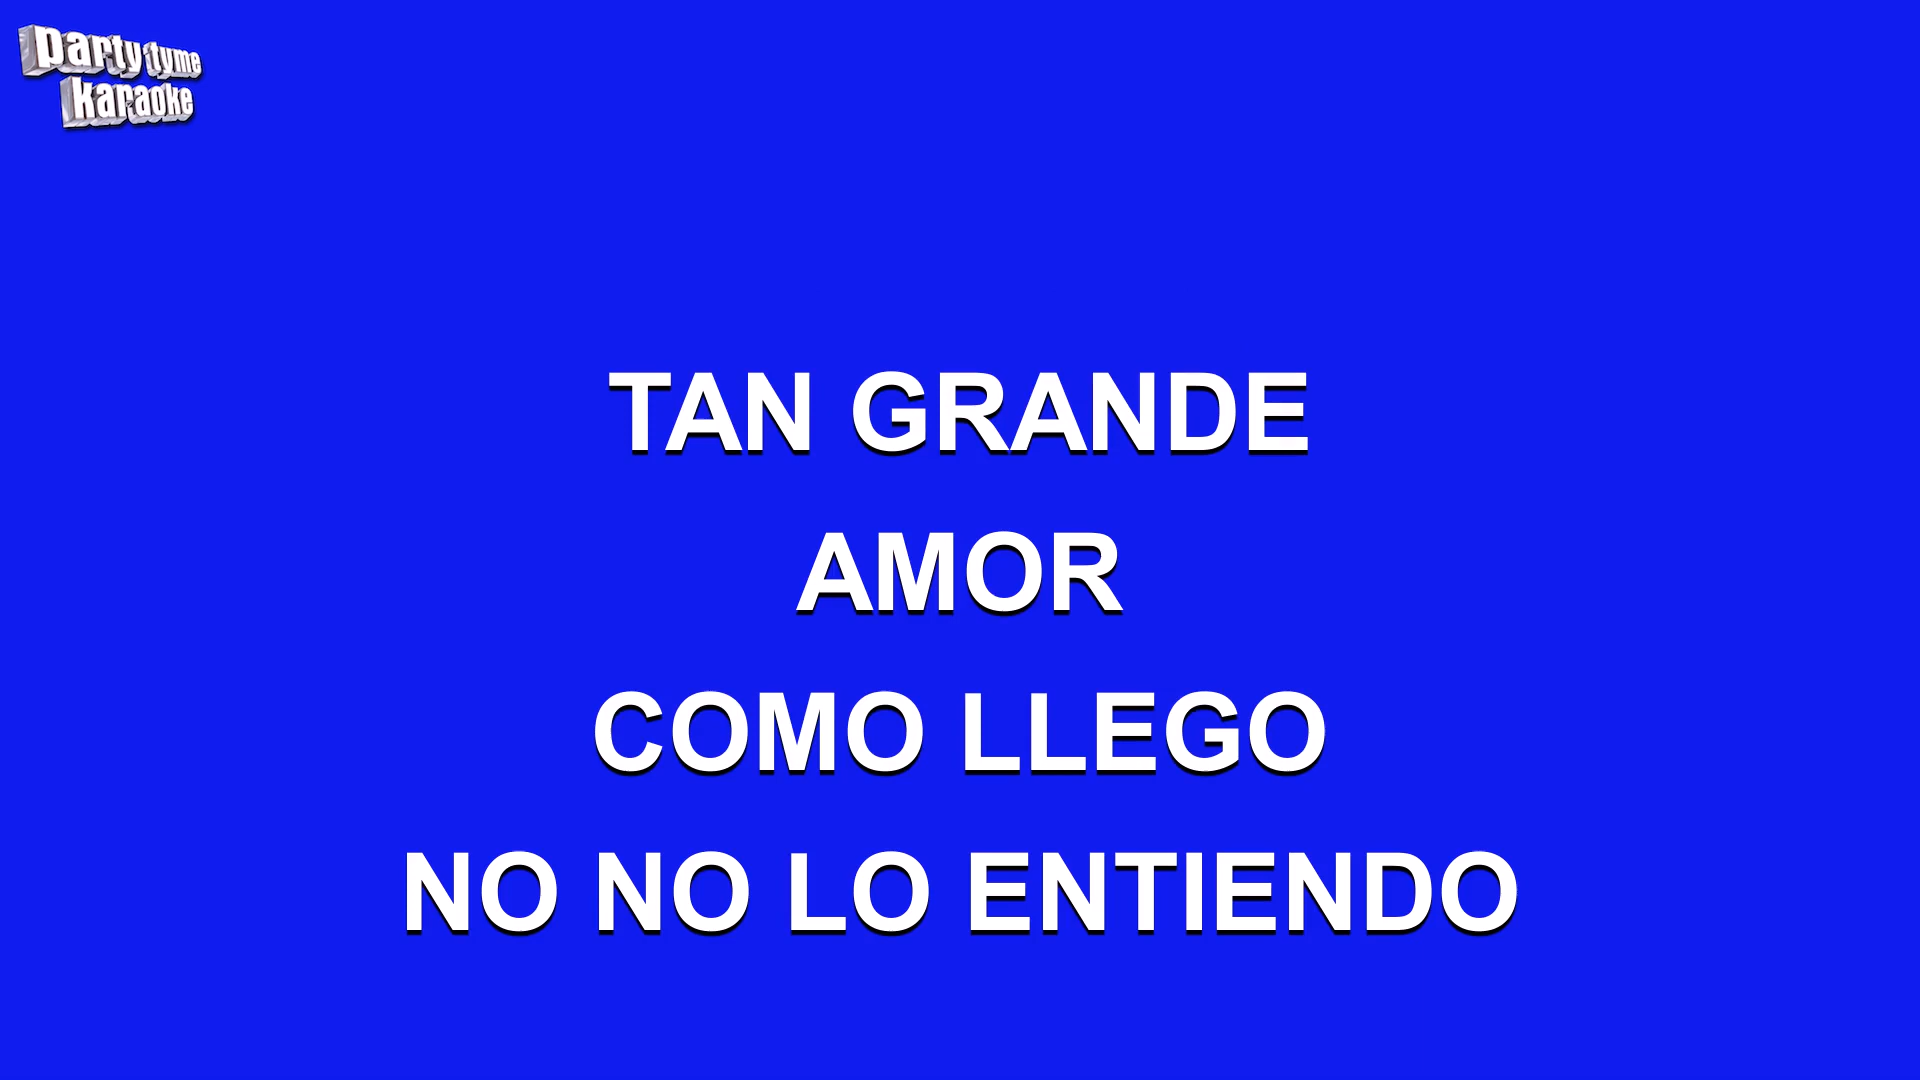 party tyme
karaoke
TAN GRANDE
AMOR
COMO LLEGO
NO NO LO ENTIENDO